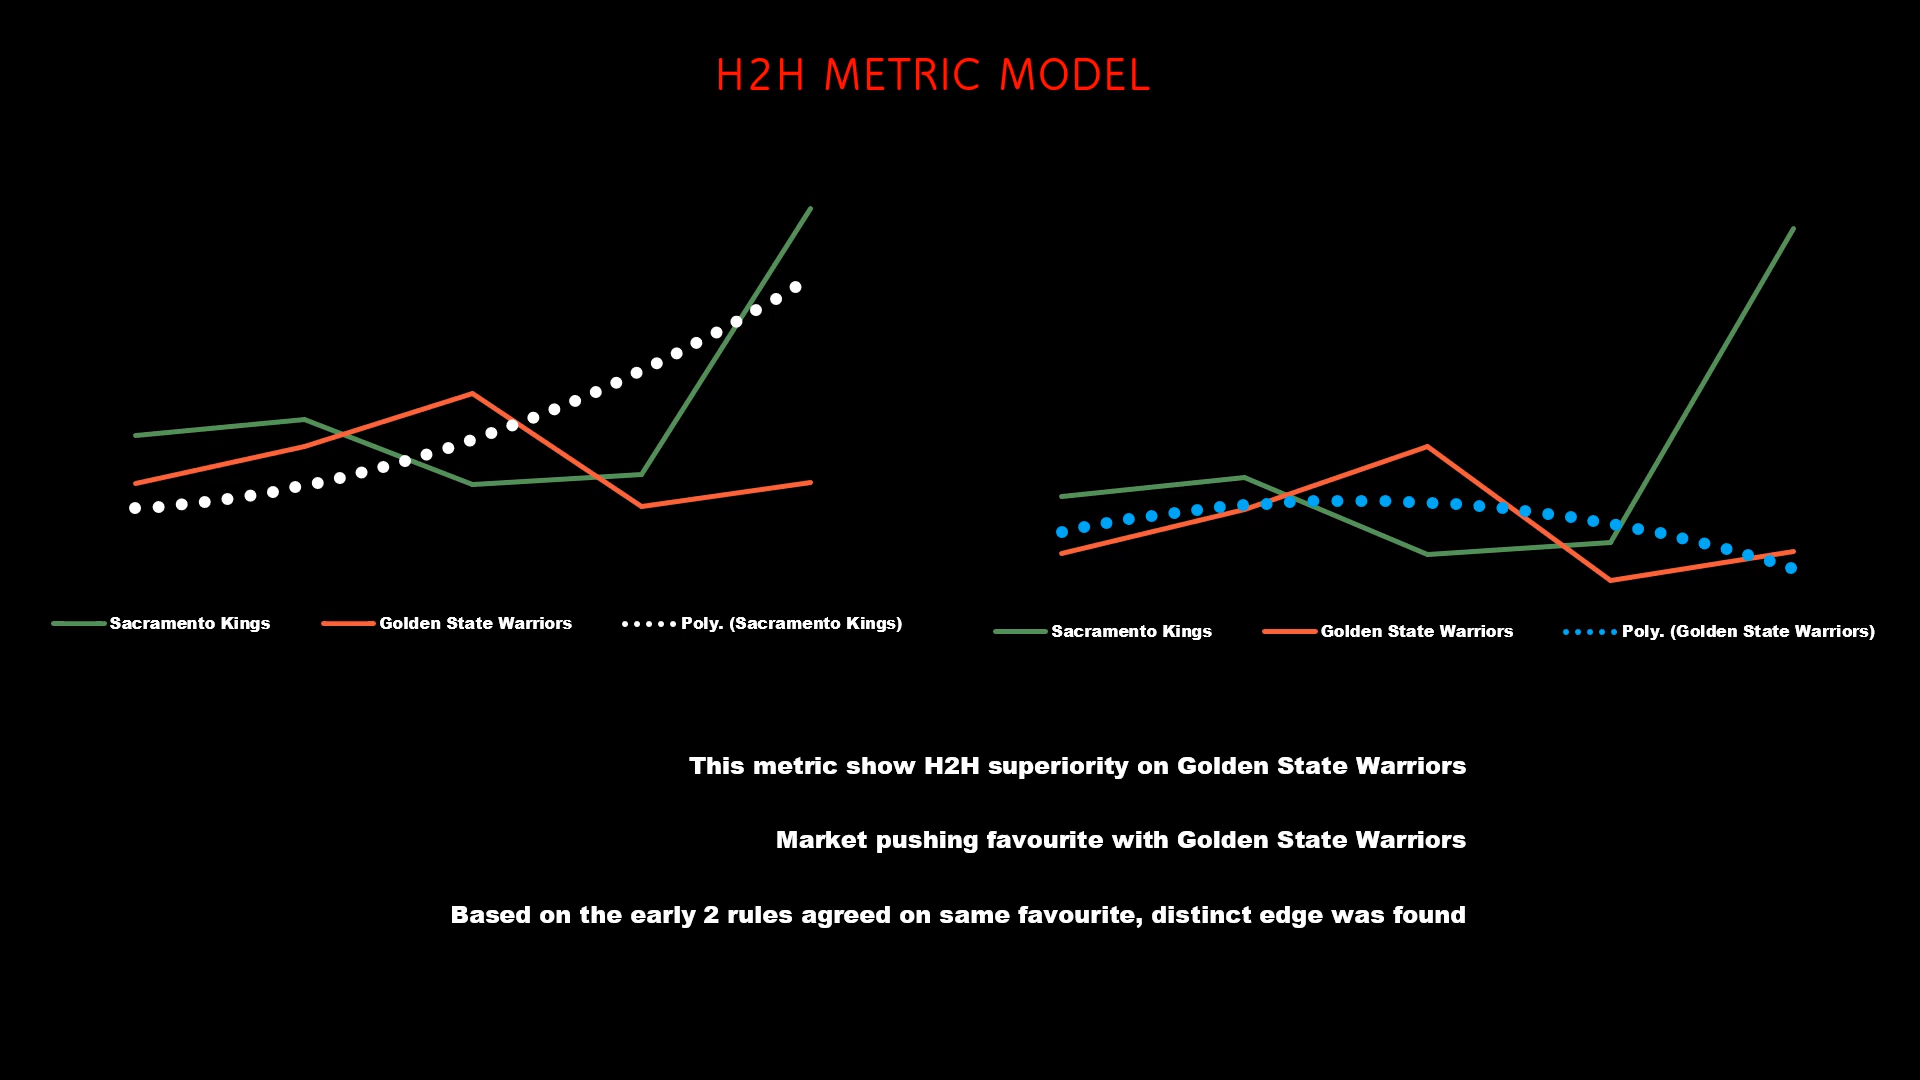 H2H METRIC MODEL
Sacramento Kings Golden State Warriors Poly. (Sacramento Kings)
Sacramento Kings Golden State Warriors Poly. (Golden State Warriors)
This metric show H2H superiority on Golden State Warriors
Market pushing favourite with Golden State Warriors
Based on the early 2 rules agreed on same favourite, distinct edge was found